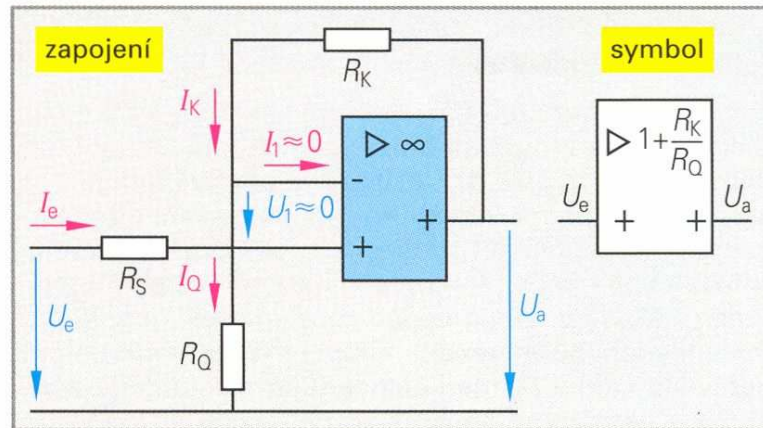 zapojení
symbol
R_K
I_K
I_1≈0
▷ ∞
-
▷ 1+R_K/R_Q
I_e
U_1≈0
+
U_e
+
+
U_a
+
R_S
I_Q
U_e
U_a
R_Q